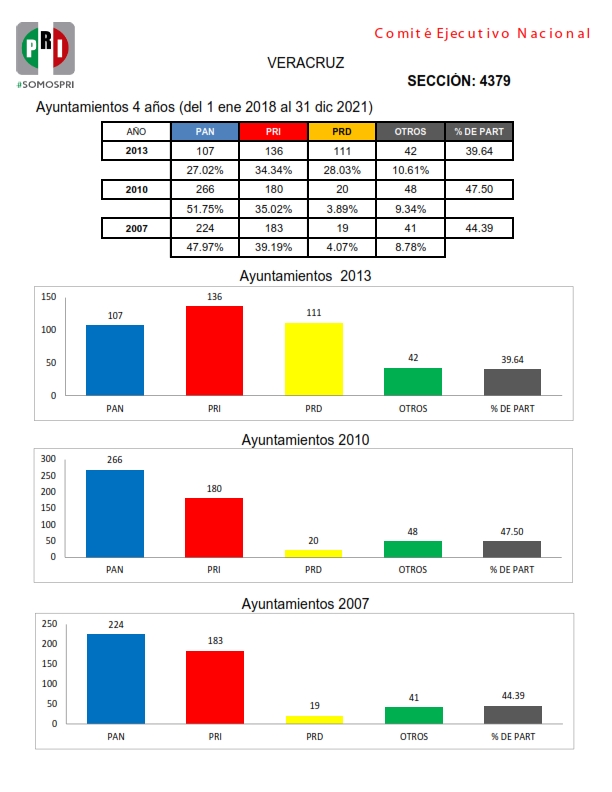 Comité Ejecutivo Nacional
PRI
#SOMOSPRI
VERACRUZ
SECCIÓN: 4379
Ayuntamientos 4 años (del 1 ene 2018 al 31 dic 2021)
AÑO PAN PRI PRD OTROS % DE PART
2013 107 136 111 42 39.64
27.02% 34.34% 28.03% 10.61%
2010 266 180 20 48 47.50
51.75% 35.02% 3.89% 9.34%
2007 224 183 19 41 44.39
47.97% 39.19% 4.07% 8.78%
Ayuntamientos 2013
150
100
50
0
107 136 111 42 39.64
PAN PRI PRD OTROS % DE PART
Ayuntamientos 2010
300
250
200
150
100
50
0
266 180 20 48 47.50
PAN PRI PRD OTROS % DE PART
Ayuntamientos 2007
250
200
150
100
50
0
224 183 19 41 44.39
PAN PRI PRD OTROS % DE PART